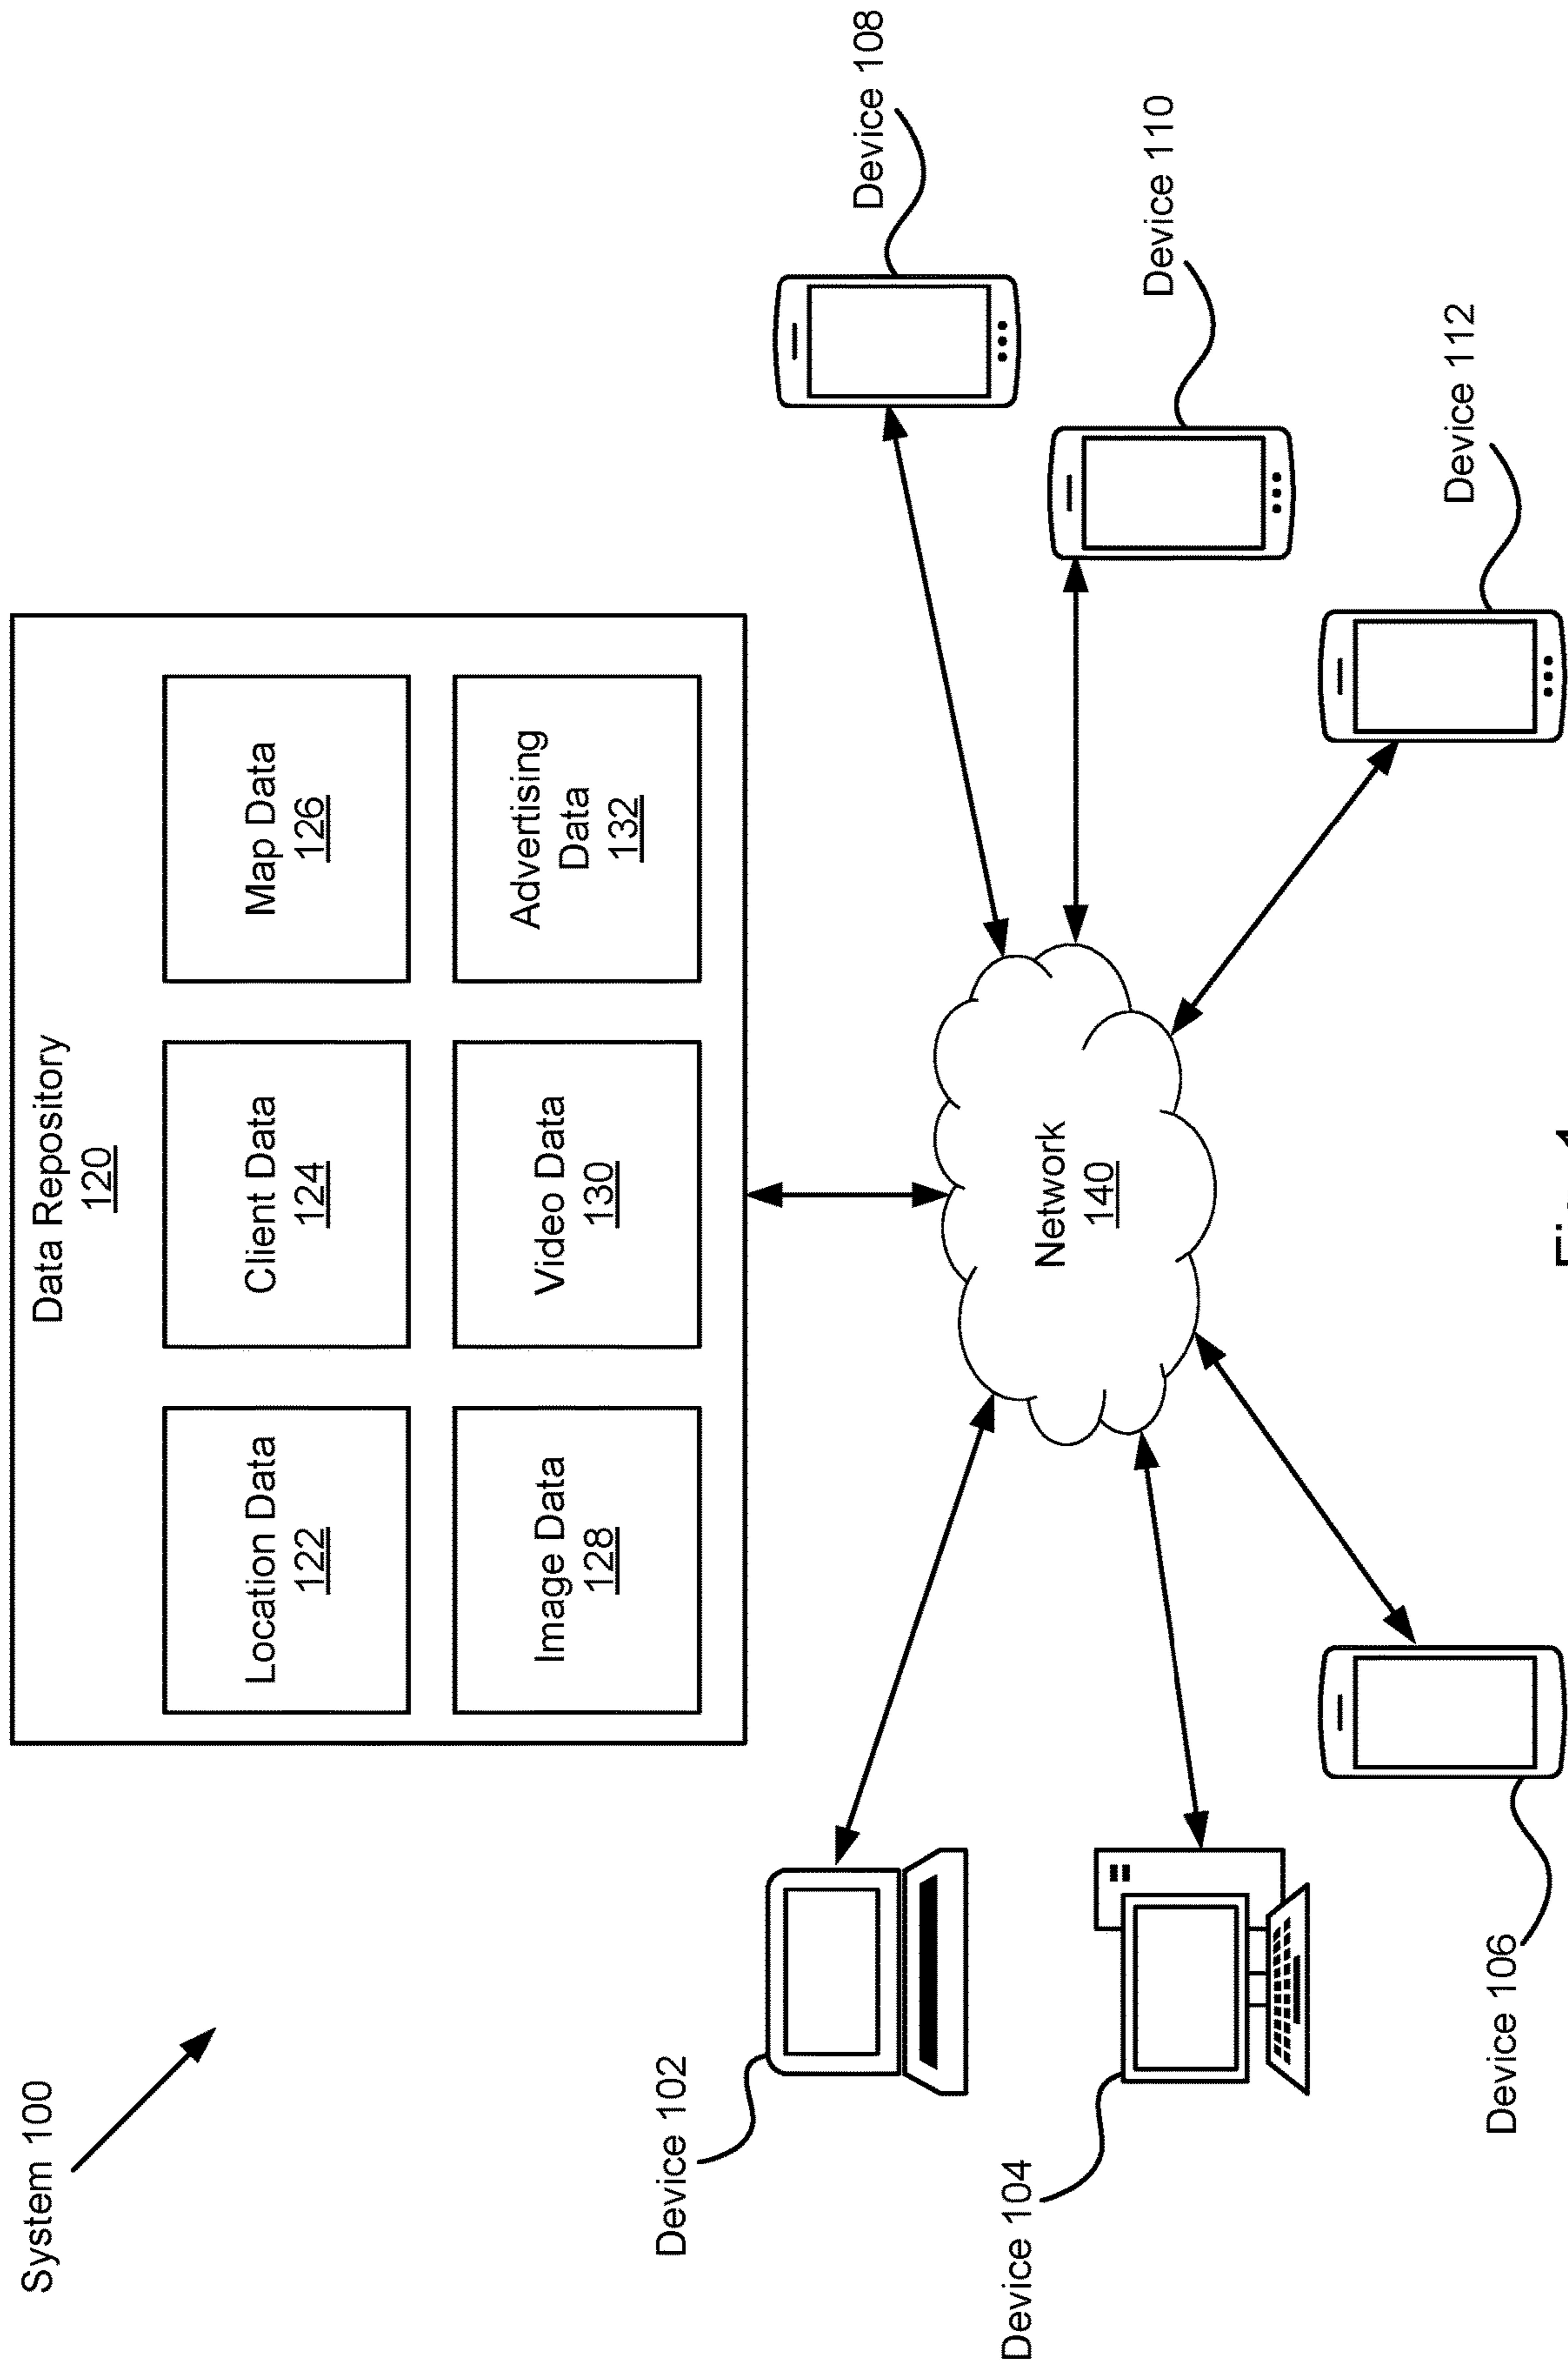 System 100
Data Repository
120
Location Data
122
Client Data
124
Map Data
126
Image Data
128
Video Data
130
Advertising
Data
132
Network
140
Device 102
Device 104
Device 106
Device 108
Device 110
Device 112